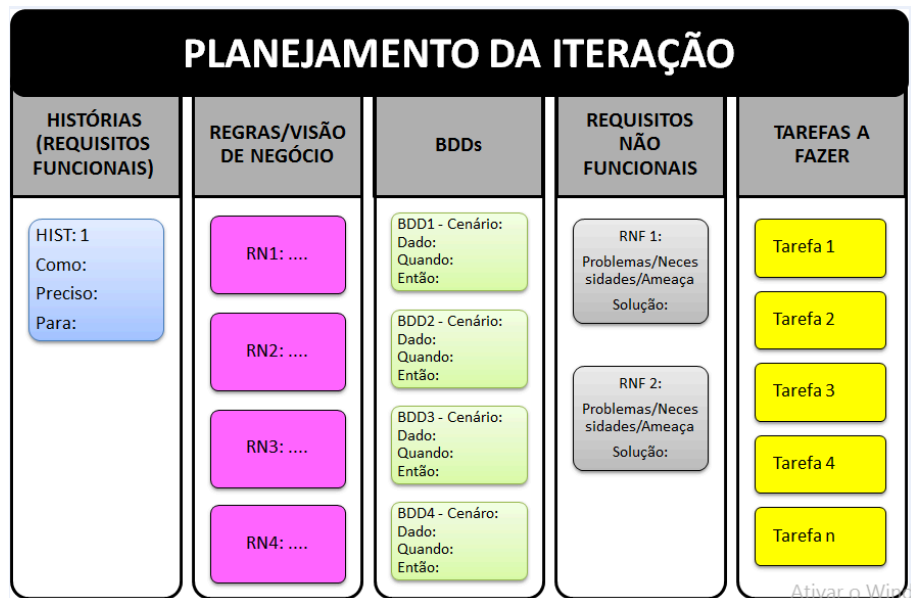 PLANEJAMENTO DA ITERAÇÃO
HISTÓRIAS
(REQUISITOS
FUNCIONAIS)
REGRAS/VISÃO
DE NEGÓCIO
BDDs
REQUISITOS
NÃO
FUNCIONAIS
TAREFAS A
FAZER
HIST: 1
Como:
Preciso:
Para:
RN1: ....
RN2: ....
RN3: ....
RN4: ....
BDD1 - Cenário:
Dado:
Quando:
Então:
BDD2 - Cenário:
Dado:
Quando:
Então:
BDD3 - Cenário:
Dado:
Quando:
Então:
BDD4 - Cenáro:
Dado:
Quando:
Então:
RNF 1:
Problemas/Neces
sidades/Ameaça
Solução:
RNF 2:
Problemas/Neces
sidades/Ameaça
Solução:
Tarefa 1
Tarefa 2
Tarefa 3
Tarefa 4
Tarefa n
Ativar o Wind